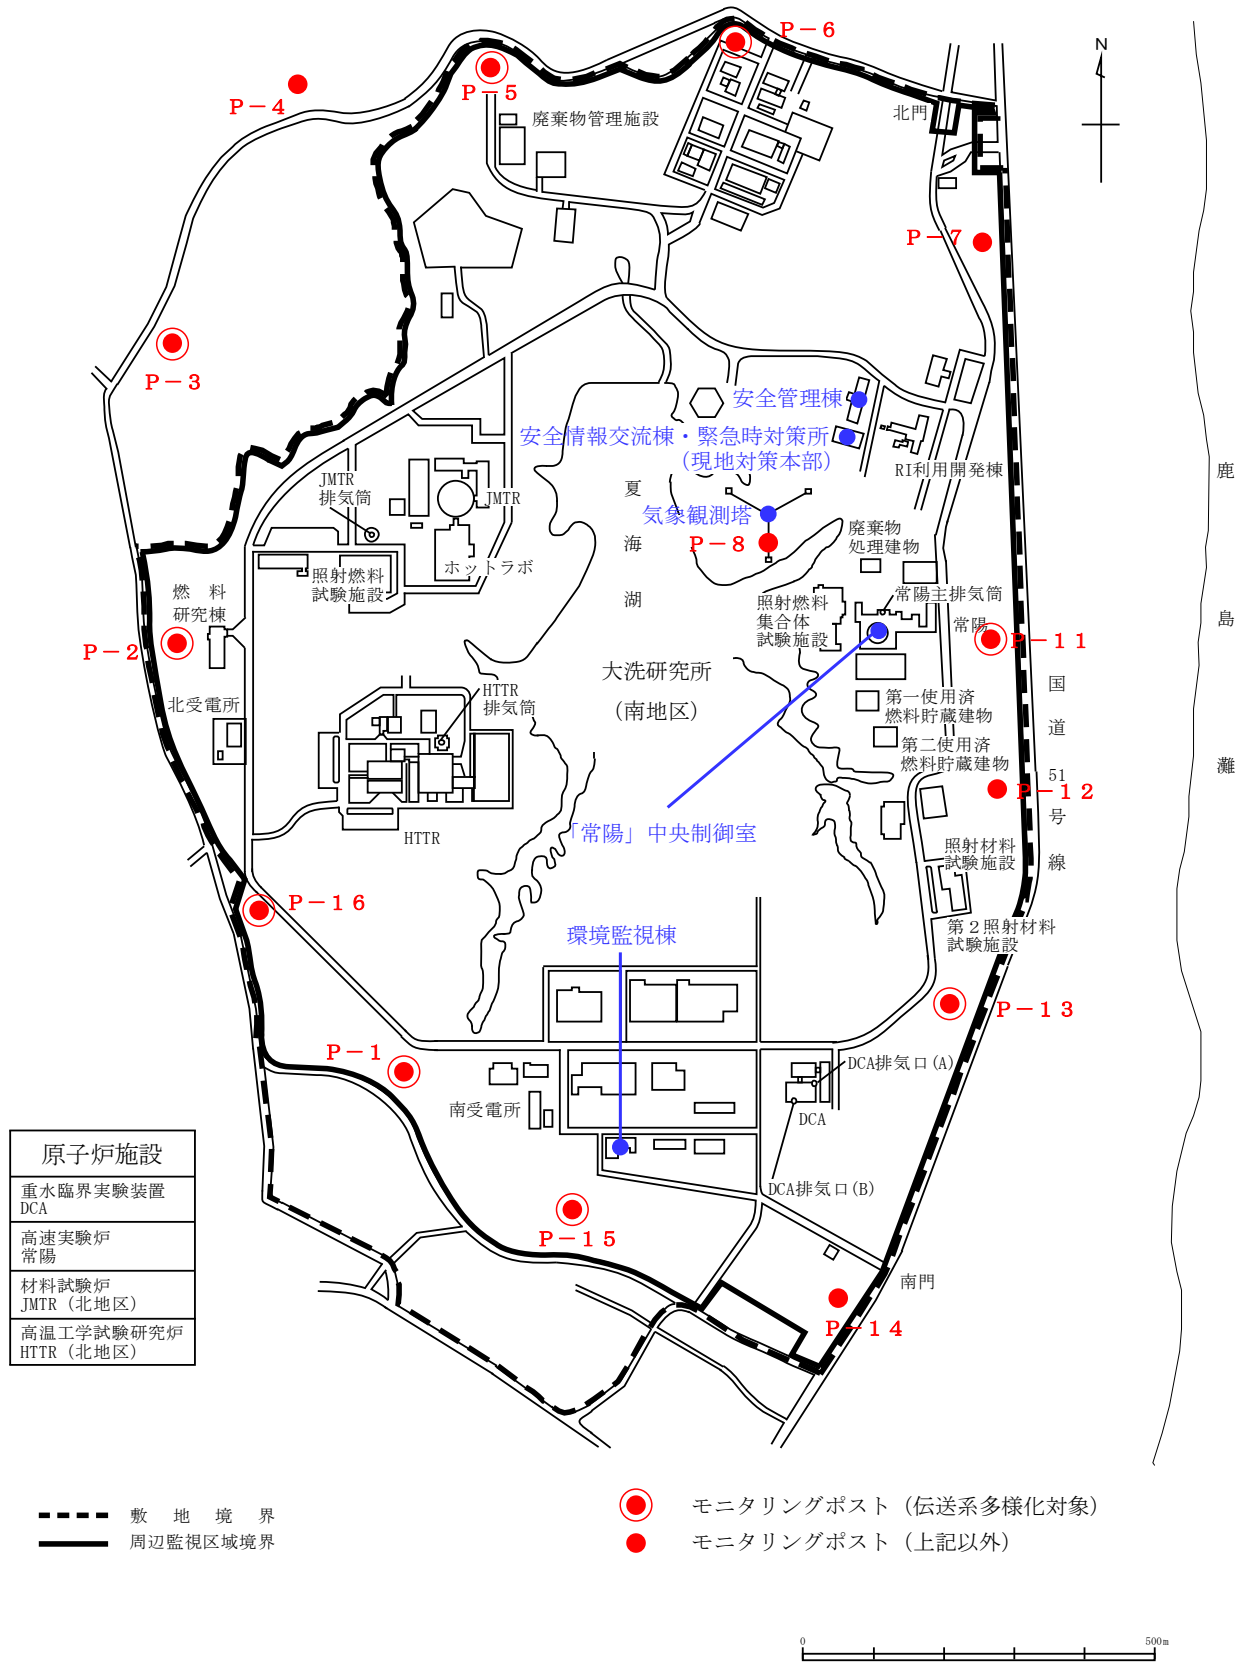 P－6
N
P－5
P－4
北門
廃棄物管理施設
P－7
P－3
安全管理棟
安全情報交流棟・緊急時対策所
(現地対策本部)
RI利用開発棟
鹿
島
灘
JMTR
排気筒
JMTR
夏
海
湖
気象観測塔
P－8
廃棄物
処理建物
ホットラボ
照射燃料
試験施設
燃　料
研究棟
常陽主排気筒
照射燃料
集合体
試験施設
常陽
P－11
P－2
大洗研究所
(南地区)
HTTR
排気筒
北受電所
国
道
51
号
線
第一使用済
燃料貯蔵建物
第二使用済
燃料貯蔵建物
P－12
「常陽」中央制御室
HTTR
照射材料
試験施設
P－16
第２照射材料
試験施設
環境監視棟
P－13
P－1
DCA排気口(A)
南受電所
DCA
DCA排気口(B)
原子炉施設
重水臨界実験装置
DCA
高速実験炉
常陽
材料試験炉
JMTR (北地区)
高温工学試験研究炉
HTTR (北地区)
P－15
南門
P－14
敷　地　境　界
周辺監視区域境界
モニタリングポスト（伝送系多様化対象）
モニタリングポスト（上記以外）
0
500m